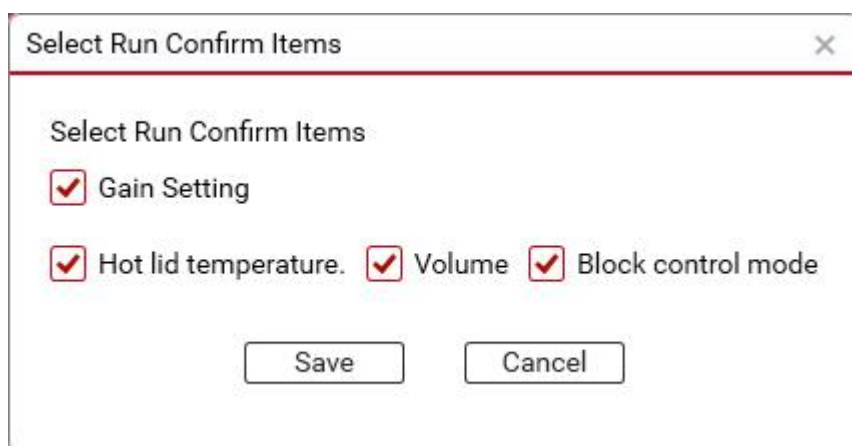 Select Run Confirm Items
Select Run Confirm Items
Gain Setting
Hot lid temperature. Volume Block control mode
Save Cancel